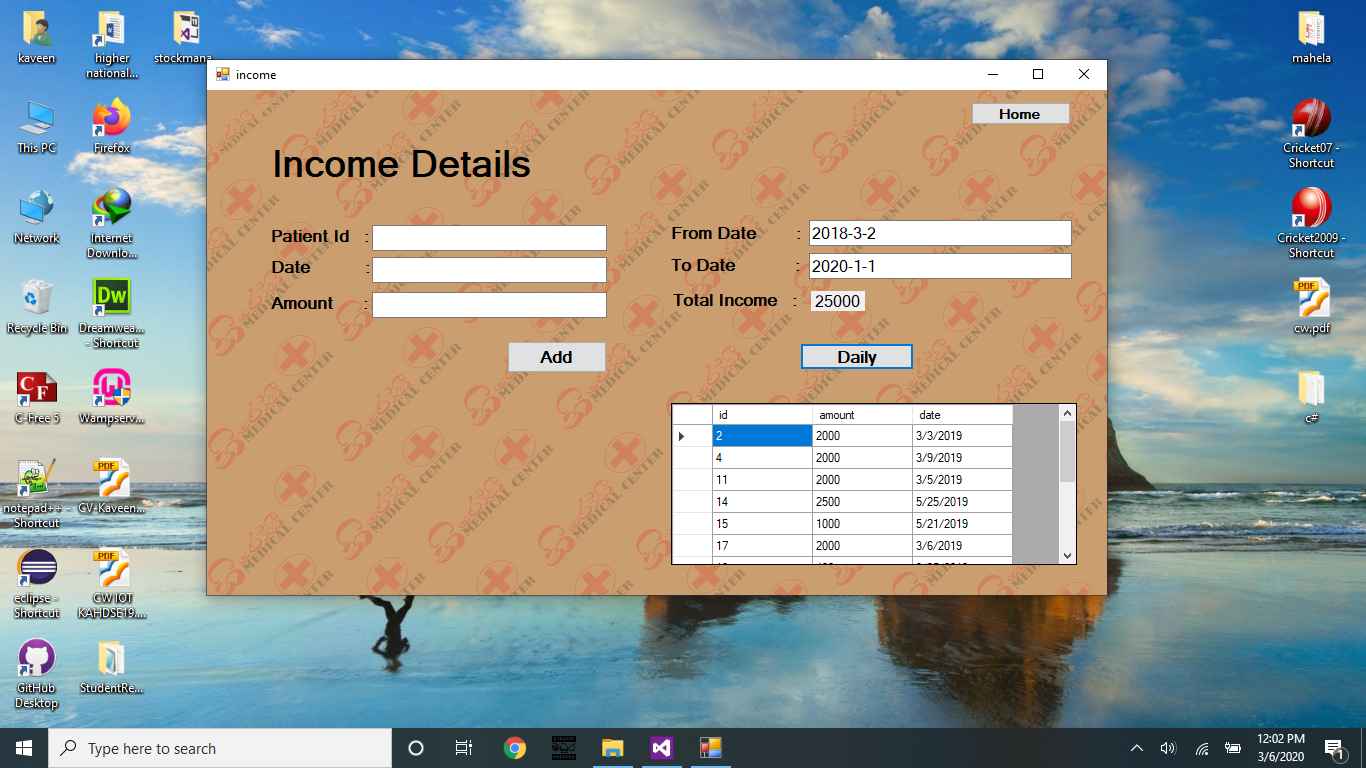 kaveen
higher
national...
stockmana
mahela
This PC
Firefox
Cricket07 -
Shortcut
Network
Internet
Downlo...
Cricket2009 -
Shortcut
Recycle Bin
Dreamwea...
- Shortcut
cw.pdf
C-Free 5
Wampserv...
c#
notepad++ -
Shortcut
CV-Kaveen...
eclipse -
Shortcut
CW IOT
KAHDSE19....
GitHub
Desktop
StudentRe...
income
Home
Income Details
Patient Id :
Date :
Amount :
Add
From Date : 2018-3-2
To Date : 2020-1-1
Total Income : 25000
Daily
id amount date
2 2000 3/3/2019
4 2000 3/9/2019
11 2000 3/5/2019
14 2500 5/25/2019
15 1000 5/21/2019
17 2000 3/6/2019
MEDICAL CENTER
Type here to search
12:02 PM
3/6/2020
1